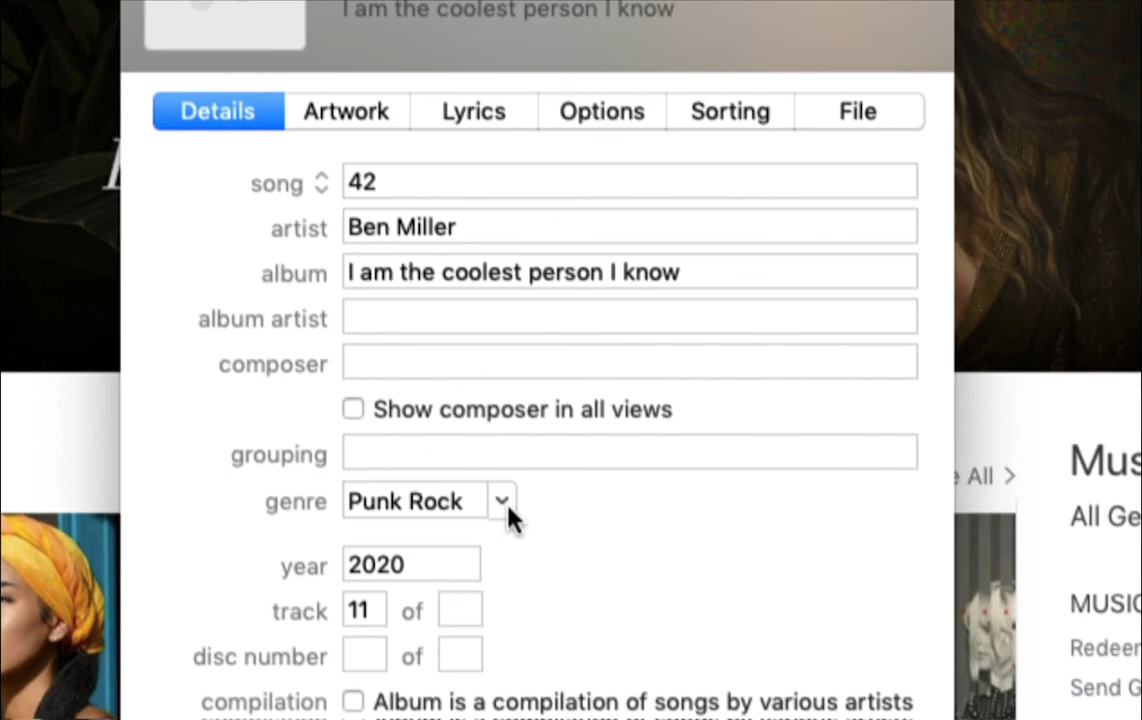 I am the coolest person I know
Details Artwork Lyrics Options Sorting File
song 42
artist Ben Miller
album I am the coolest person I know
album artist
composer
Show composer in all views
grouping
All >
genre Punk Rock
All Ge
year 2020
track 11 of
MUSIC
disc number of
Send G
compilation Album is a compilation of songs by various artists